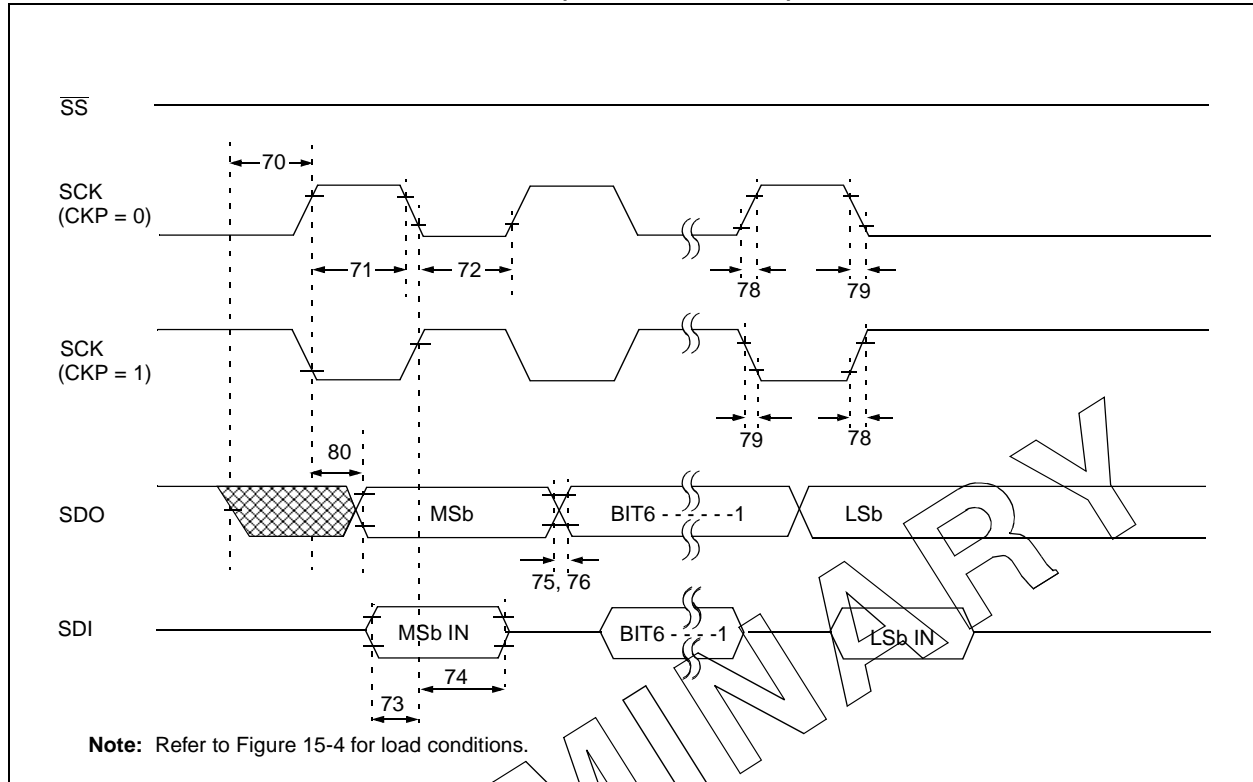 SS
70
SCK
(CKP = 0)
71
72
78
79
SCK
(CKP = 1)
79
78
80
SDO
MSb
BIT6 - - - - - -1
LSb
75, 76
SDI
MSb IN
BIT6 - - - -1
LSb IN
74
73
Note: Refer to Figure 15-4 for load conditions.
MINARY